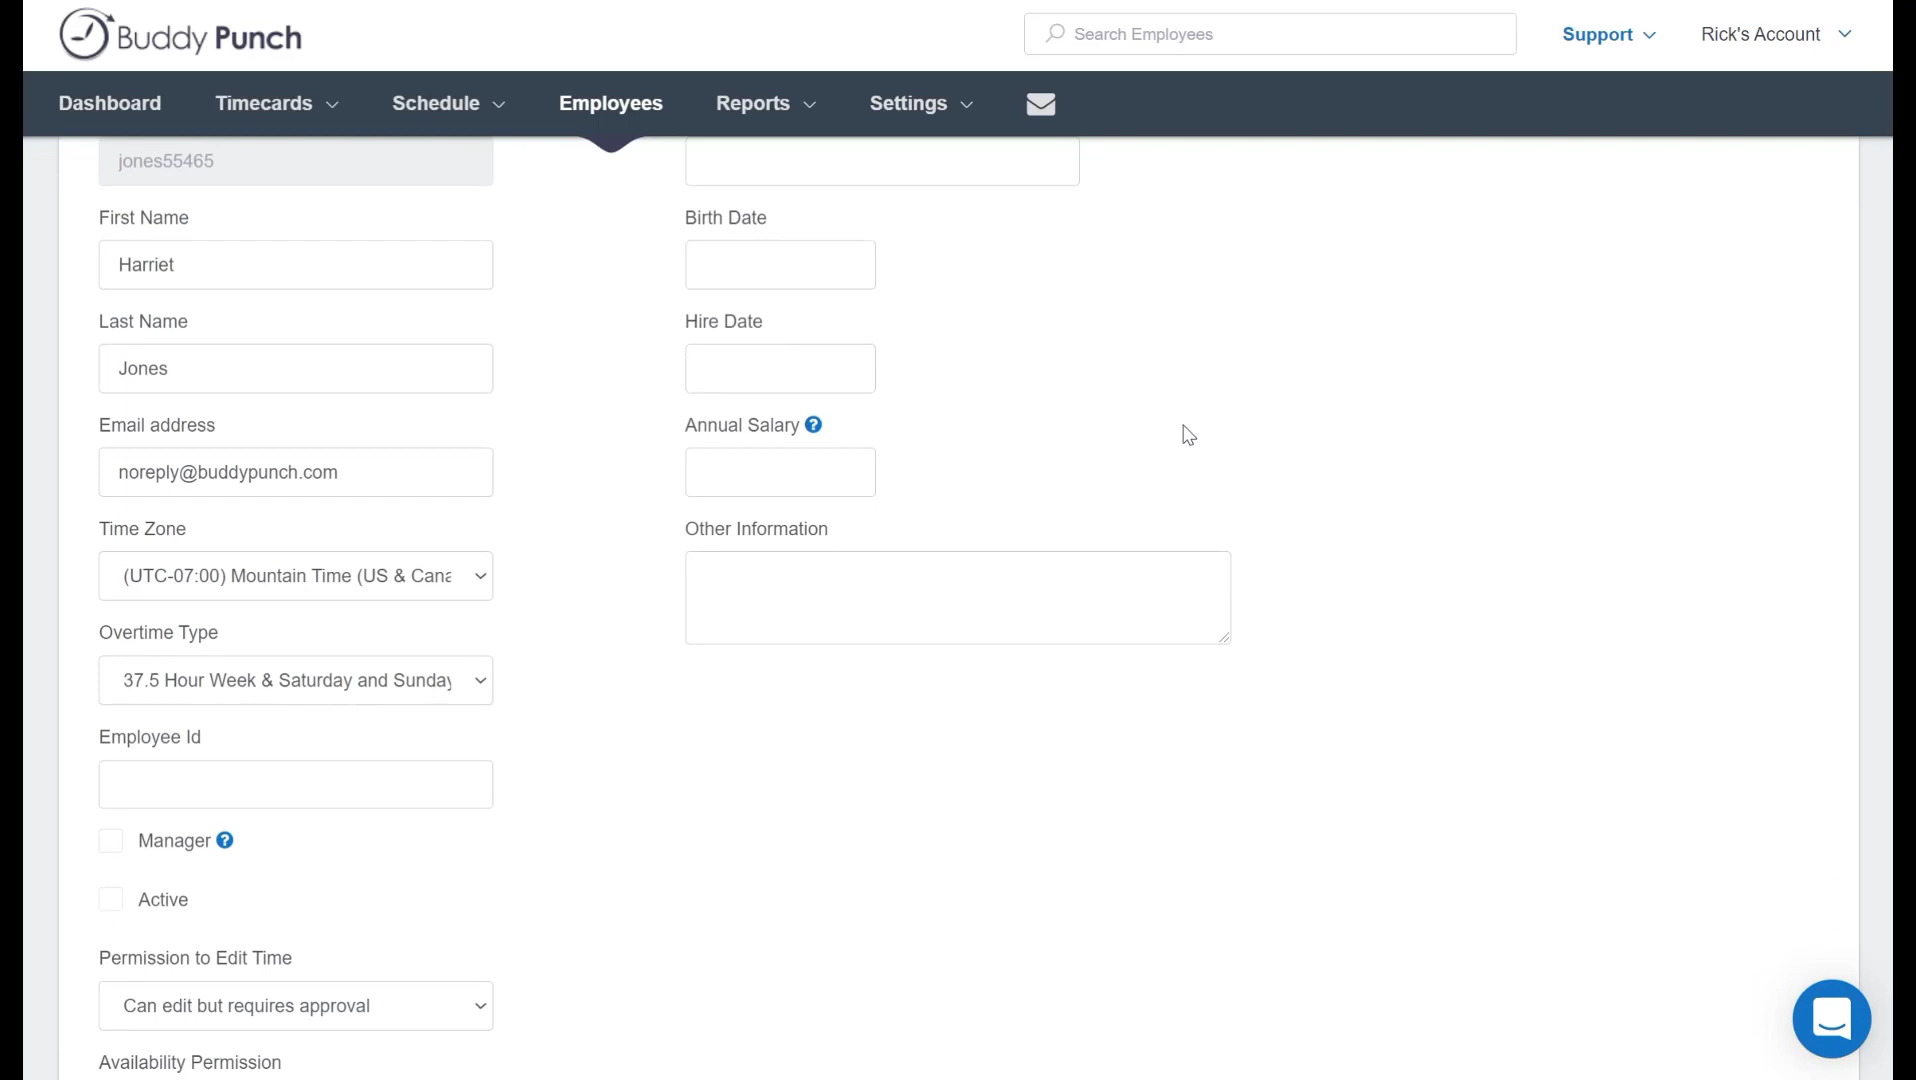 Buddy Punch
Search Employees
Support
Rick's Account
Dashboard
Timecards
Schedule
Employees
Reports
Settings
jones55465
First Name
Birth Date
Harriet
Last Name
Hire Date
Jones
Email address
Annual Salary ?
noreply@buddypunch.com
Time Zone
Other Information
(UTC-07:00) Mountain Time (US & Cana
Overtime Type
37.5 Hour Week & Saturday and Sunday
Employee Id
Manager ?
Active
Permission to Edit Time
Can edit but requires approval
Availability Permission